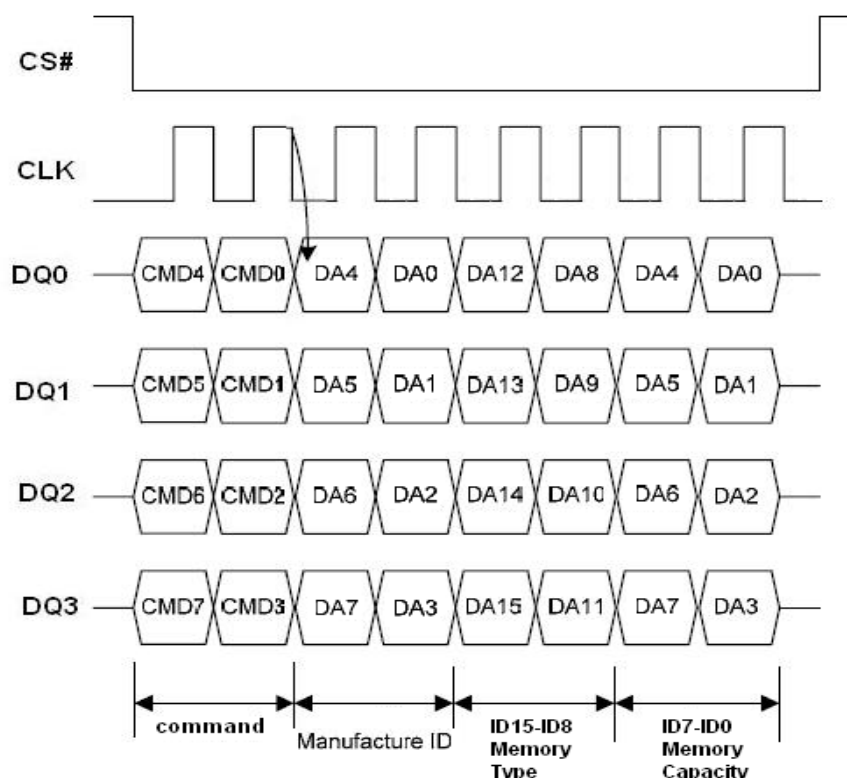 CS#
CLK
DQ0 CMD4 CMD0 DA4 DA0 DA12 DA8 DA4 DA0
DQ1 CMD5 CMD1 DA5 DA1 DA13 DA9 DA5 DA1
DQ2 CMD6 CMD2 DA6 DA2 DA14 DA10 DA6 DA2
DQ3 CMD7 CMD3 DA7 DA3 DA15 DA11 DA7 DA3
command
Manufacture ID
ID15-ID8
Memory
Type
ID7-ID0
Memory
Capacity